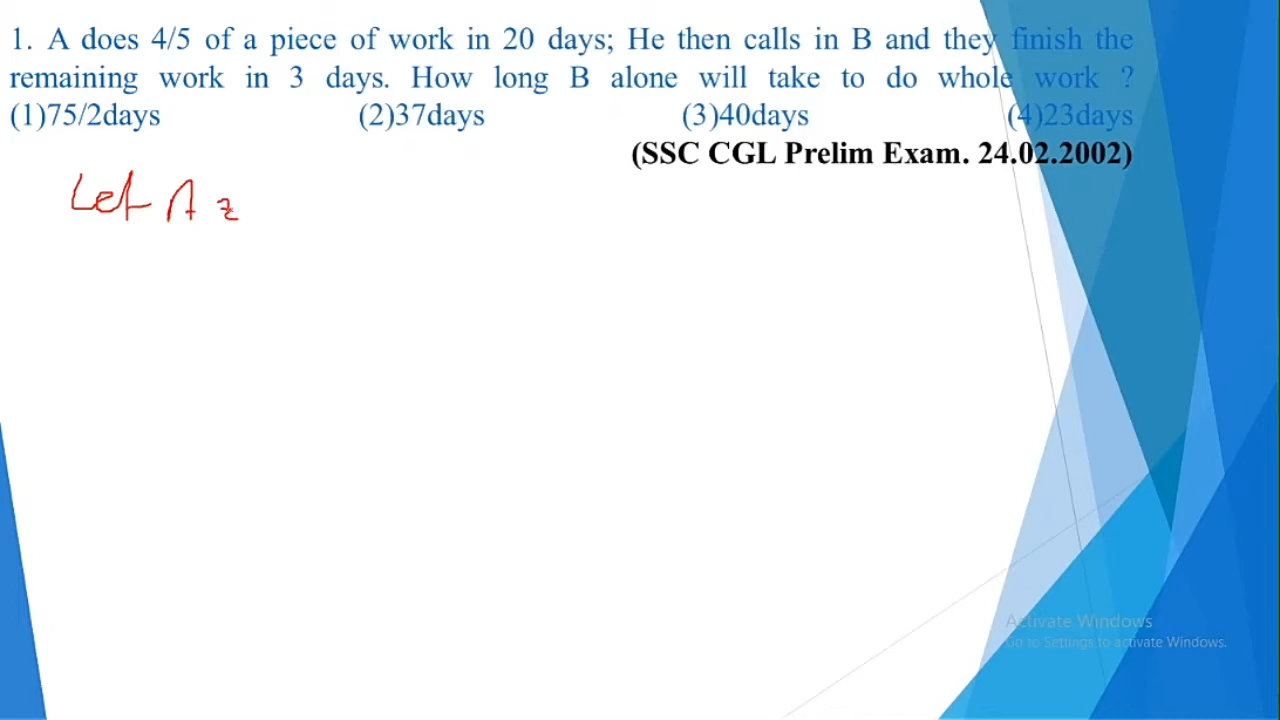 1. A does 4/5 of a piece of work in 20 days; He then calls in B and they finish the
remaining work in 3 days. How long B alone will take to do whole work ?
(1)75/2days (2)37days (3)40days (4)23days
(SSC CGL Prelim Exam. 24.02.2002)
Let A
Activate Windows
Go to Settings to activate Windows.